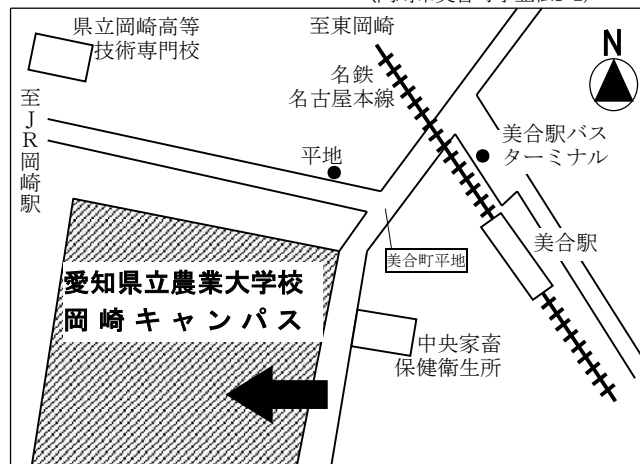 県立岡崎高等
技術専門校
至東岡崎
名鉄
名古屋本線
N
至JR岡崎駅
平地
美合駅バス
ターミナル
美合駅
美合町平地
愛知県立農業大学校
岡崎キャンパス
中央家畜
保健衛生所